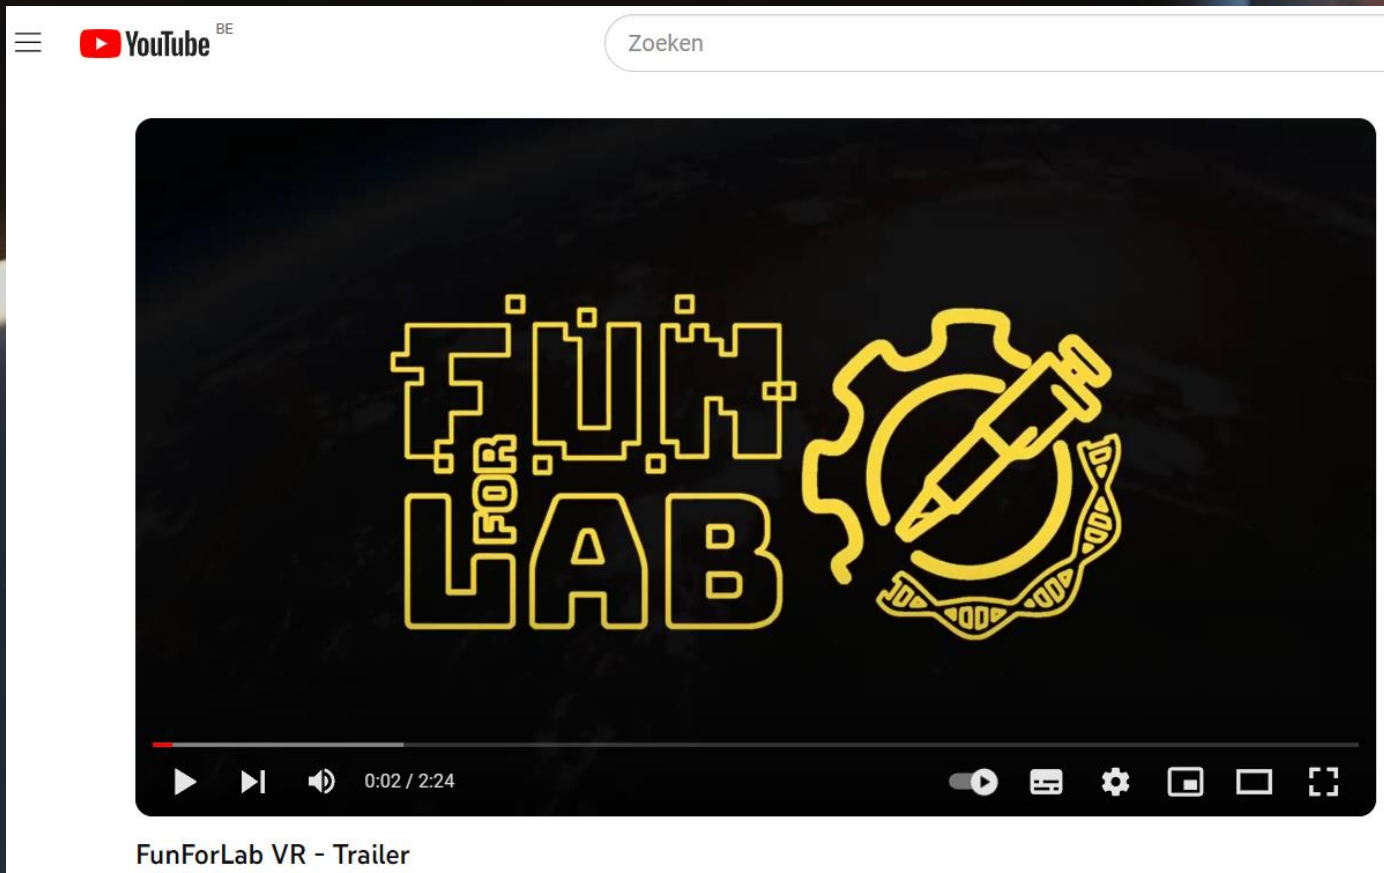 YouTube BE
Zoeken
FUN
FOR
LAB
0:02 / 2:24
FunForLab VR - Trailer